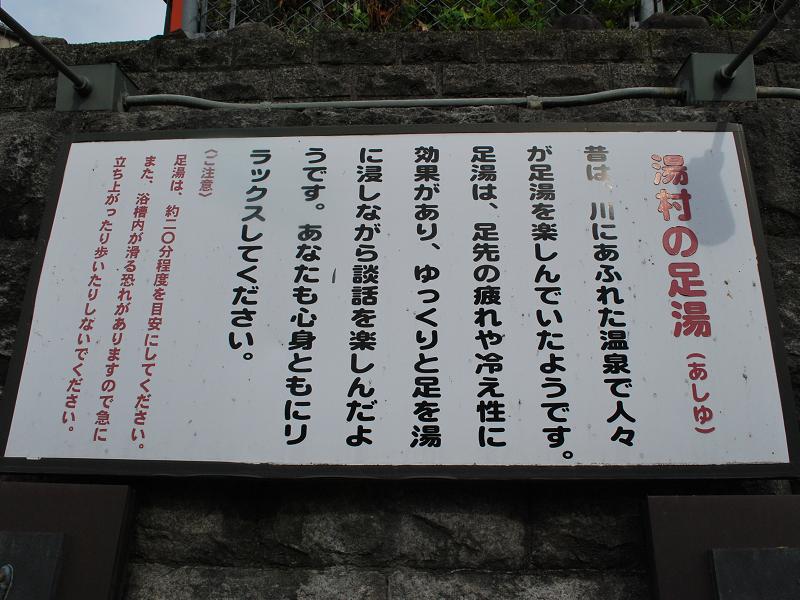 湯村の足湯(あしゆ)
昔は、川にあふれた温泉で人々
が足湯を楽しんでいたようです。
足湯は、足先の疲れや冷え性に
効果があり、ゆっくりと足を湯
に浸しながら談話を楽しんだよ
うです。あなたも心身ともにリ
ラックスしてください。
〈ご注意〉
足湯は、約二〇分程度を目安にしてください。
また、浴槽内が滑る恐れがありますので急に
立ち上がったり歩いたりしないでください。